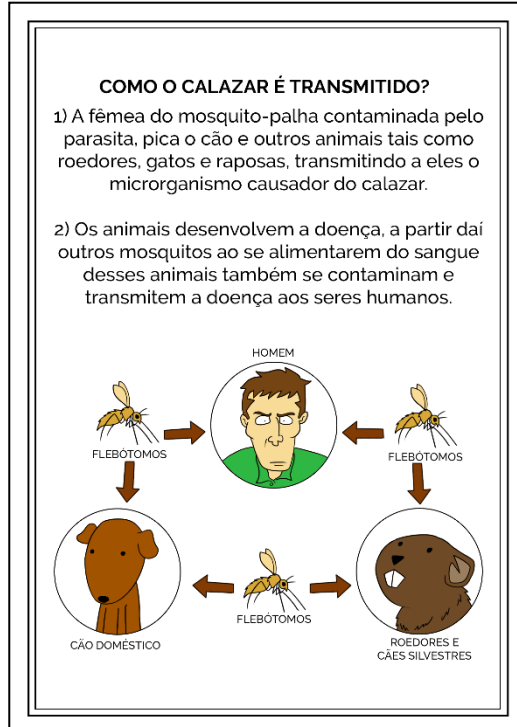 COMO O CALAZAR É TRANSMITIDO?
1) A fêmea do mosquito-palha contaminada pelo
parasita, pica o cão e outros animais tais como
roedores, gatos e raposas, transmitindo a eles o
microrganismo causador do calazar.
2) Os animais desenvolvem a doença, a partir daí
outros mosquitos ao se alimentarem do sangue
desses animais também se contaminam e
transmitem a doença aos seres humanos.
HOMEM
FLEBÓTOMOS
FLEBÓTOMOS
CÃO DOMÉSTICO
FLEBÓTOMOS
ROEDORES E
CÃES SILVESTRES